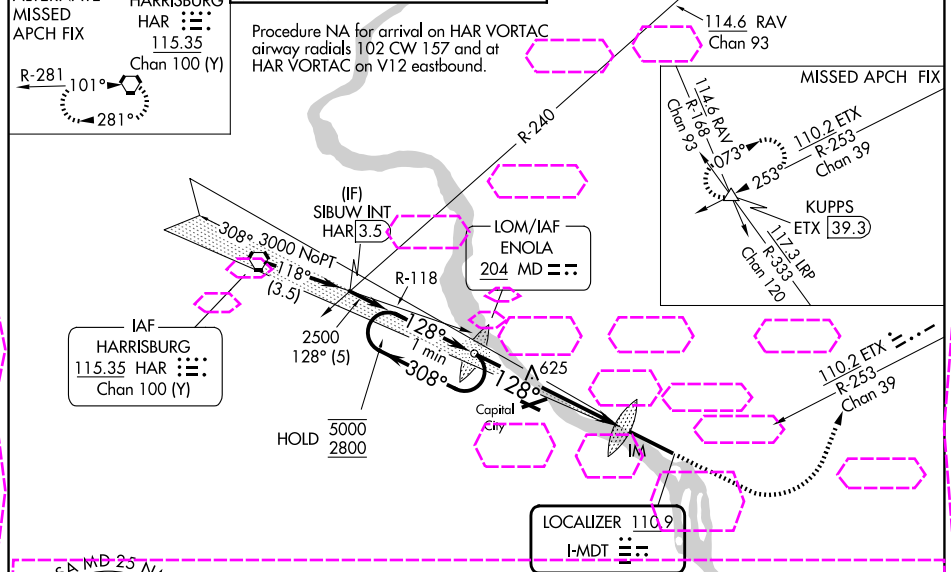 MISSED
APCH FIX
HARRISBURG
HAR
115.35
Chan 100 (Y)
R-281
101°
281°
Procedure NA for arrival on HAR VORTAC
airway radials 102 CW 157 and at
HAR VORTAC on V12 eastbound.
114.6 RAV
Chan 93
R-240
MISSED APCH FIX
114.6 RAV
R-168
Chan 93
110.2 ETX
R-253
Chan 39
073°
253°
KUPPS
ETX 39.3
117.3 LRP
R-333
Chan 120
(IF)
SIBUW INT
HAR 3.5
LOM/IAF
ENOLA
204 MD
308° 3000 NoPT
118°
(3.5)
R-118
2500
128° (5)
128°
1 min
308°
128°
625
IAF
HARRISBURG
115.35 HAR
Chan 100 (Y)
HOLD 5000
2800
Capital
City
IM
110.2 ETX
R-253
Chan 39
LOCALIZER 110.9
I-MDT
MD 25